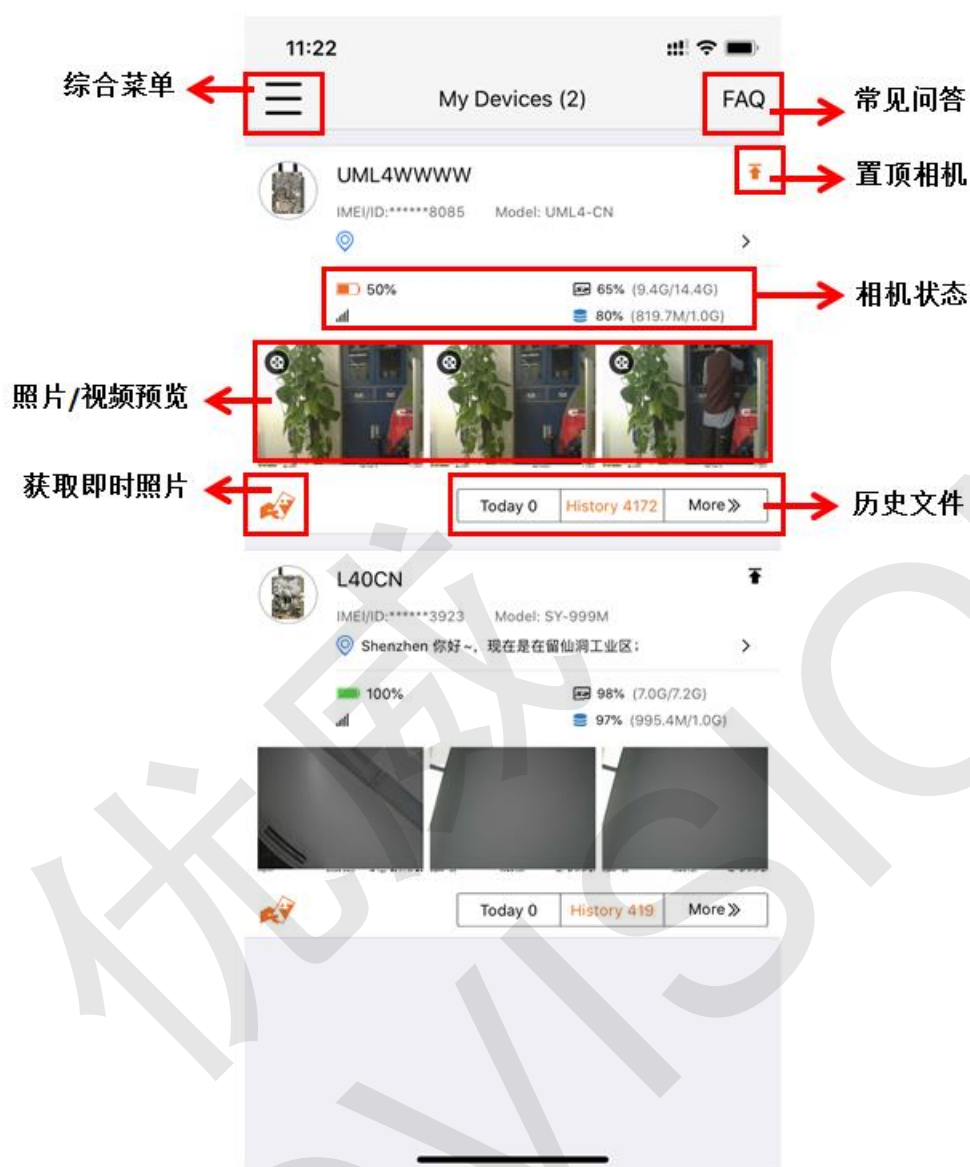 11:22
综合菜单
My Devices (2)
FAQ
常见问答
UML4WWWW
置顶相机
IMEI/ID:******8085 Model: UML4-CN
50%
65% (9.4G/14.4G)
相机状态
80% (819.7M/1.0G)
照片/视频预览
获取即时照片
Today 0
History 4172
More
历史文件
L40CN
IMEI/ID:******3923 Model: SY-999M
Shenzhen 你好~, 现在是在留仙洞工业区;
100%
98% (7.0G/7.2G)
97% (995.4M/1.0G)
Today 0
History 419
More
优威